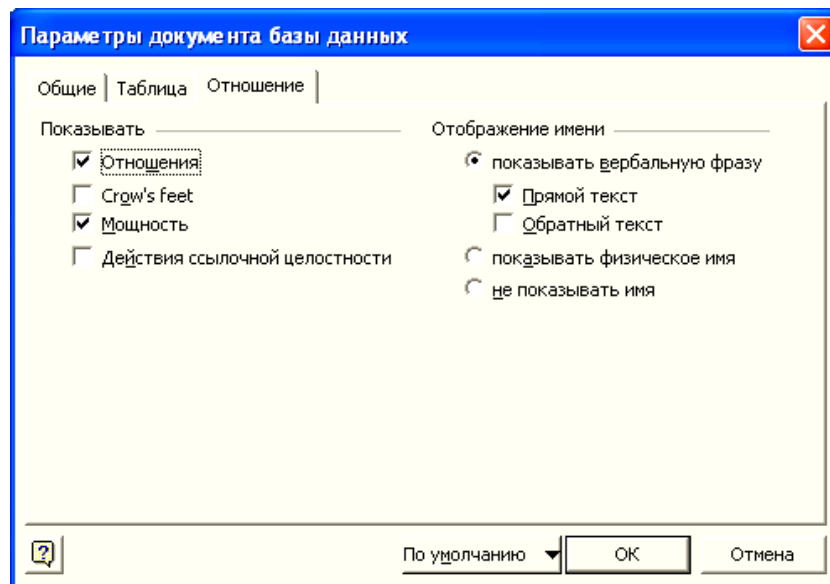 Параметры документа базы данных
Общие Таблица Отношение
Показывать
Отношения
Crow's feet
Мощность
Действия ссылочной целостности
Отображение имени
показывать вербальную фразу
Прямой текст
Обратный текст
показывать физическое имя
не показывать имя
По умолчанию ОК Отмена